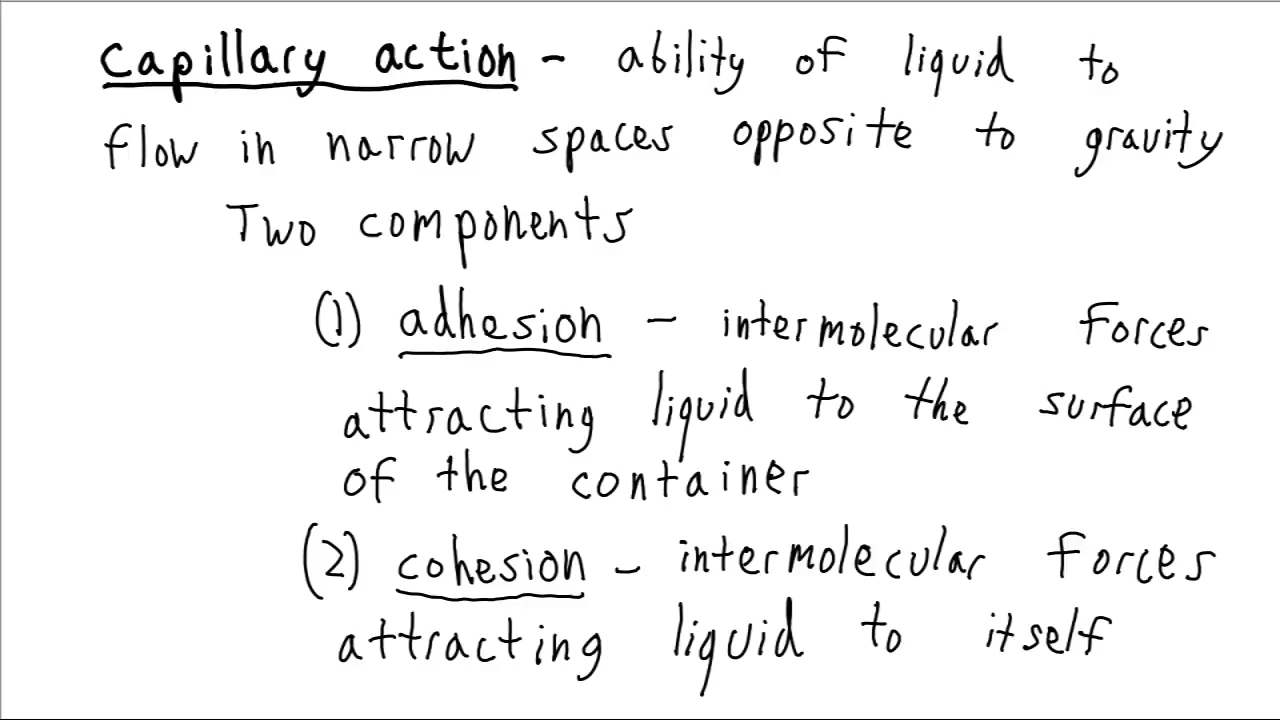 capillary action - ability of liquid to
flow in narrow spaces opposite to gravity
Two components
(1) adhesion - intermolecular forces
attracting liquid to the surface
of the container
(2) cohesion - intermolecular forces
attracting liquid to itself